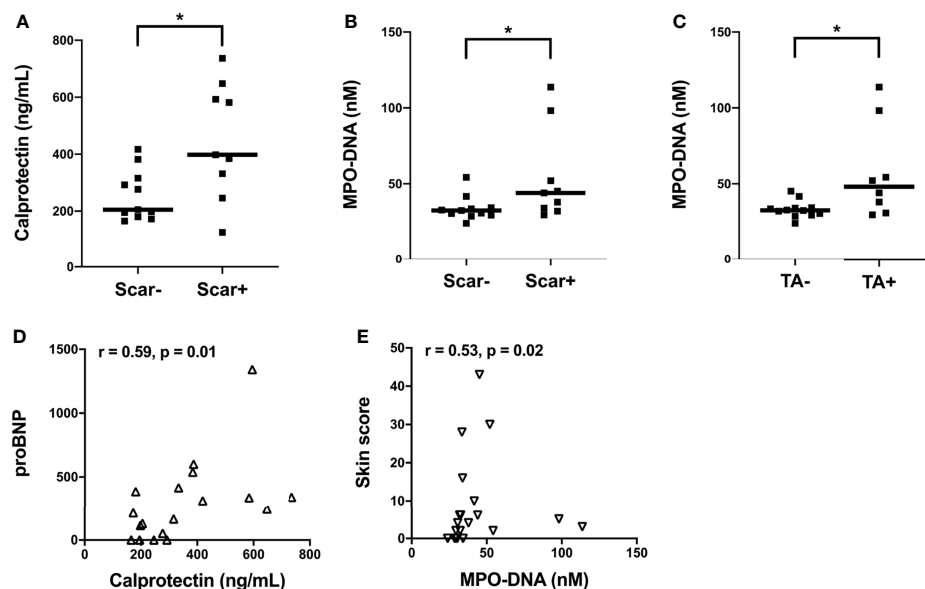 A
*
Calprotectin (ng/mL)
800
600
400
200
0
Scar-
Scar+
B
*
MPO-DNA (nM)
150
100
50
0
Scar-
Scar+
C
*
MPO-DNA (nM)
150
100
50
0
TA-
TA+
D
r = 0.59, p = 0.01
proBNP
1500
1000
500
0
0 200 400 600 800
Calprotectin (ng/mL)
E
r = 0.53, p = 0.02
Skin score
50
40
30
20
10
0
0 50 100 150
MPO-DNA (nM)